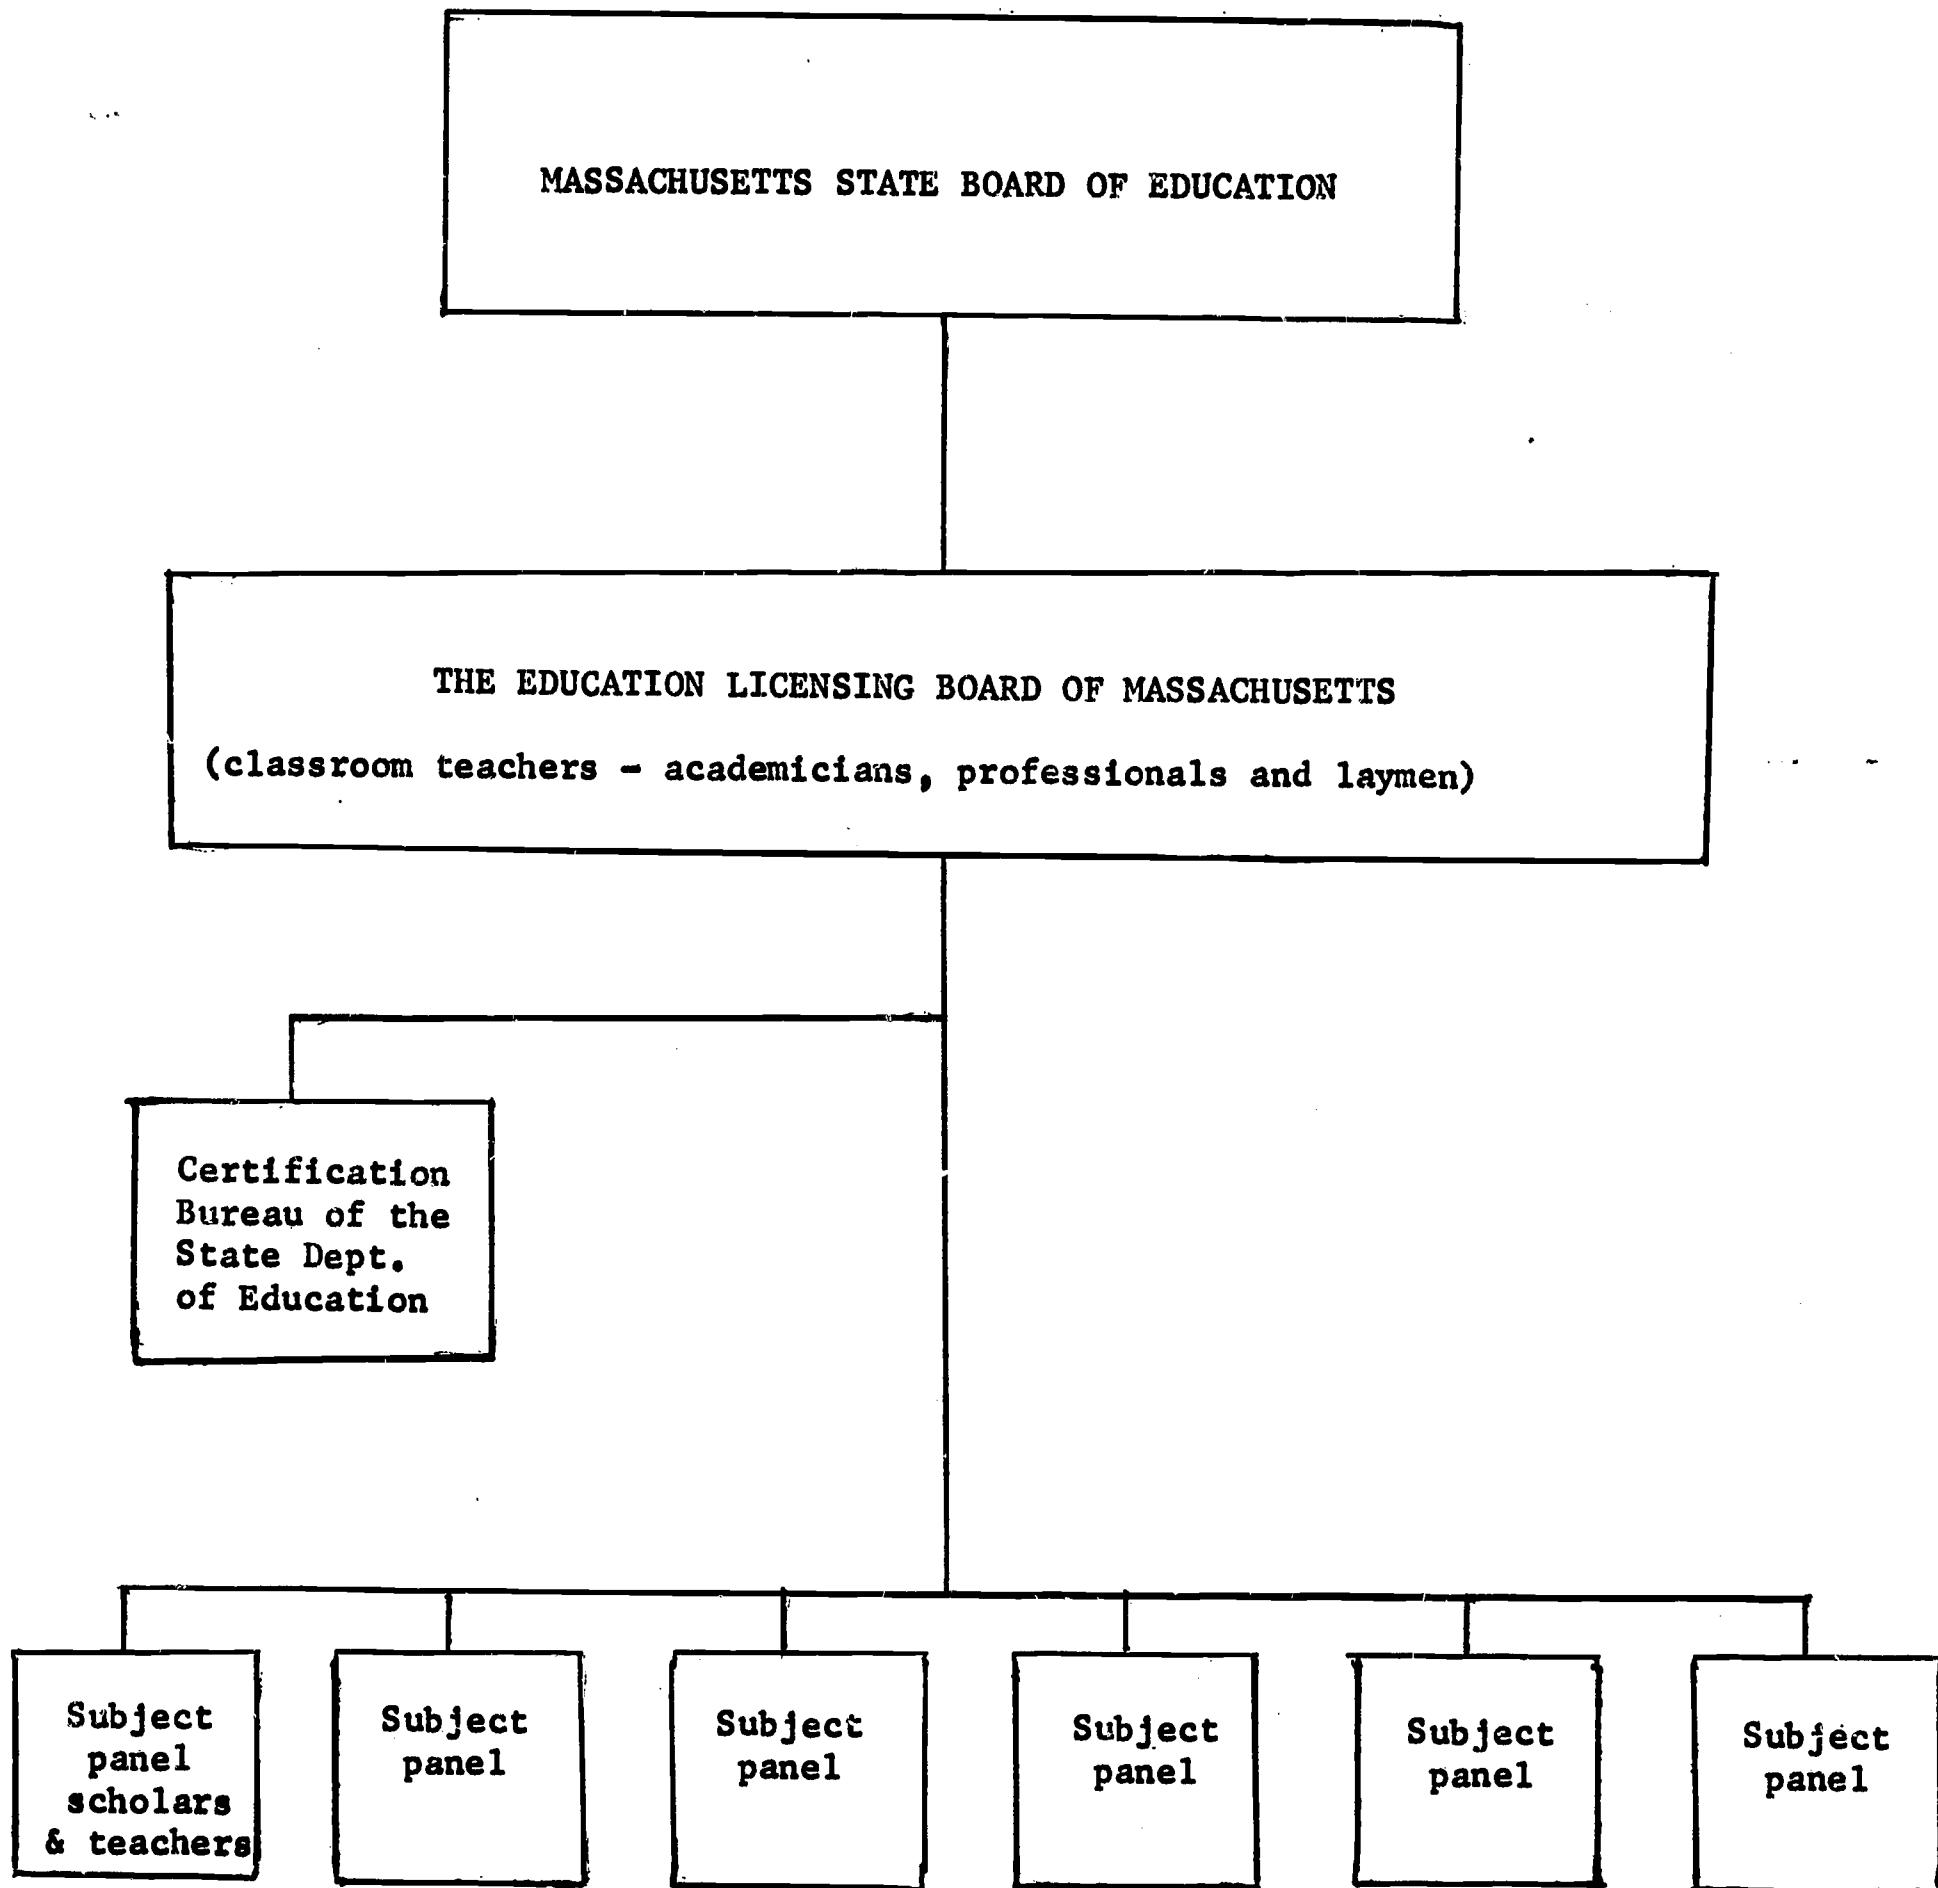 MASSACHUSETTS STATE BOARD OF EDUCATION
THE EDUCATION LICENSING BOARD OF MASSACHUSETTS
(classroom teachers - academicians, professionals and laymen)
Certification
Bureau of the
State Dept.
of Education
Subject
panel
scholars
& teachers
Subject
panel
Subject
panel
Subject
panel
Subject
panel
Subject
panel